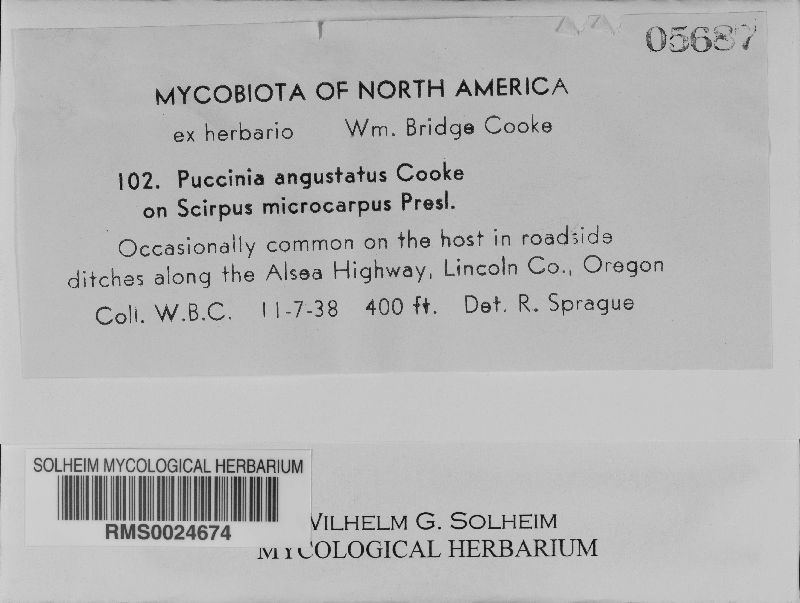 05687
MYCOBIOTA OF NORTH AMERICA
ex herbario Wm. Bridge Cooke
102. Puccinia angustatus Cooke
on Scirpus microcarpus Presl.
Occasionally common on the host in roadside
ditches along the Alsea Highway, Lincoln Co., Oregon
Coll. W.B.C. 11-7-38 400 ft. Det. R. Sprague
SOLHEIM MYCOLOGICAL HERBARIUM
RMS0024674
WILHELM G. SOLHEIM
MYCOLOGICAL HERBARIUM